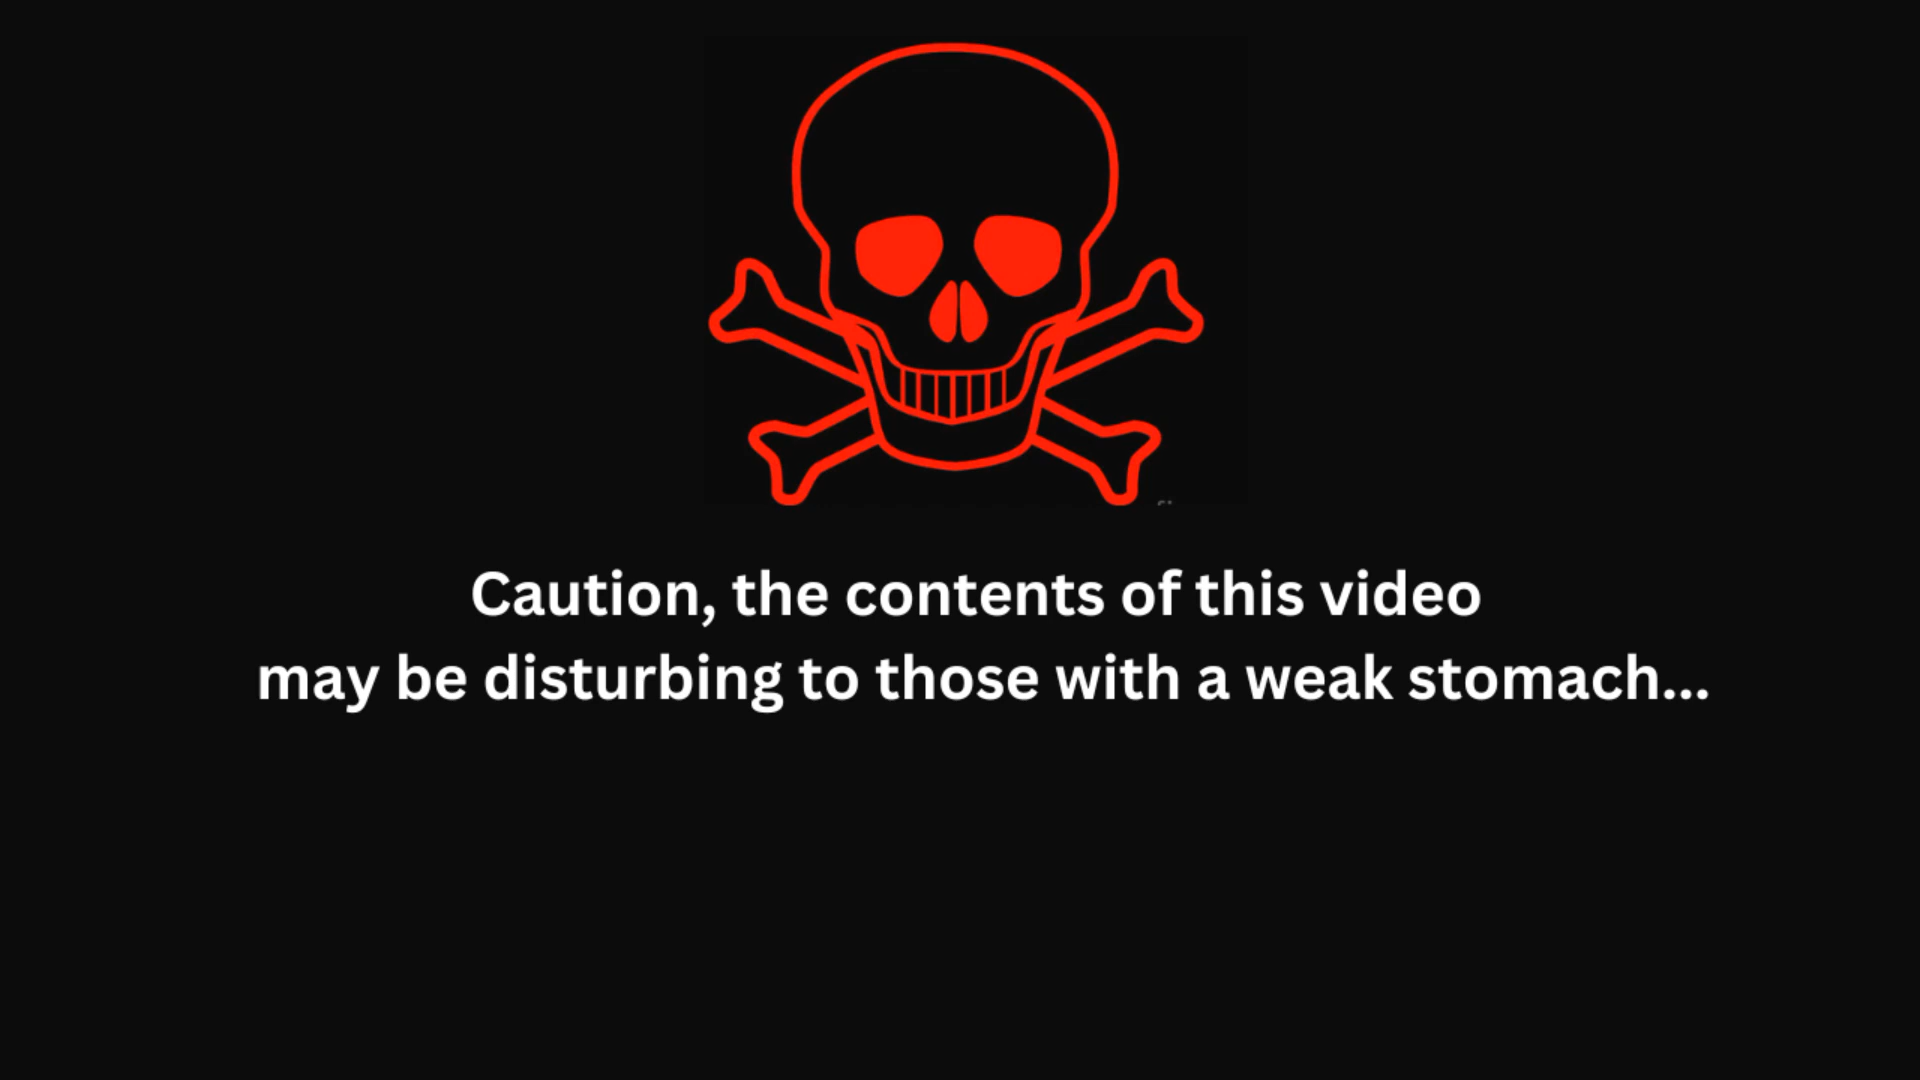 Caution, the contents of this video
may be disturbing to those with a weak stomach...